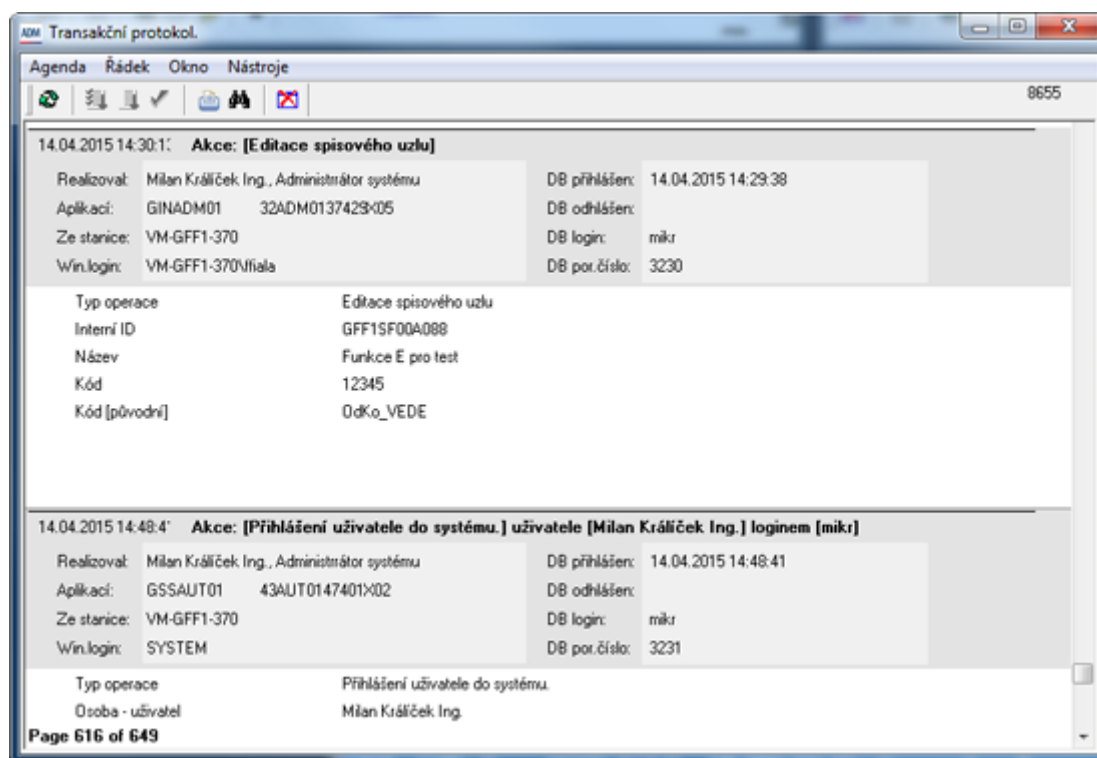 ADM Transakční protokol.
Agenda Řádek Okno Nástroje
8655
14.04.2015 14:30:1 Akce: [Editace spisového uzlu]
Realizoval: Milan Králíček Ing., Administrátor systému DB přihlášen: 14.04.2015 14:29:38
Aplikací: GINADM01 32ADM0137429X05 DB odhlášen:
Ze stanice: VM-GFF1-370 DB login: mikr
Win.login: VM-GFF1-370\Jfiala DB por.číslo: 3230
Typ operace Editace spisového uzlu
Interní ID GFF1SF00A088
Název Funkce E pro test
Kód 12345
Kód [původní] OdKo_VEDE
14.04.2015 14:48:4 Akce: [Přihlášení uživatele do systému.] uživatele [Milan Králíček Ing.] loginem [mikr]
Realizoval: Milan Králíček Ing., Administrátor systému DB přihlášen: 14.04.2015 14:48:41
Aplikací: GSSAUT01 43AUT0147401X02 DB odhlášen:
Ze stanice: VM-GFF1-370 DB login: mikr
Win.login: SYSTEM DB por.číslo: 3231
Typ operace Přihlášení uživatele do systému.
Osoba - uživatel Milan Králíček Ing.
Page 616 of 649